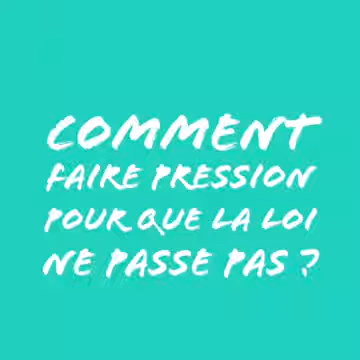 COMMENT
FAIRE PRESSION
POUR QUE LA LOI
NE PASSE PAS ?